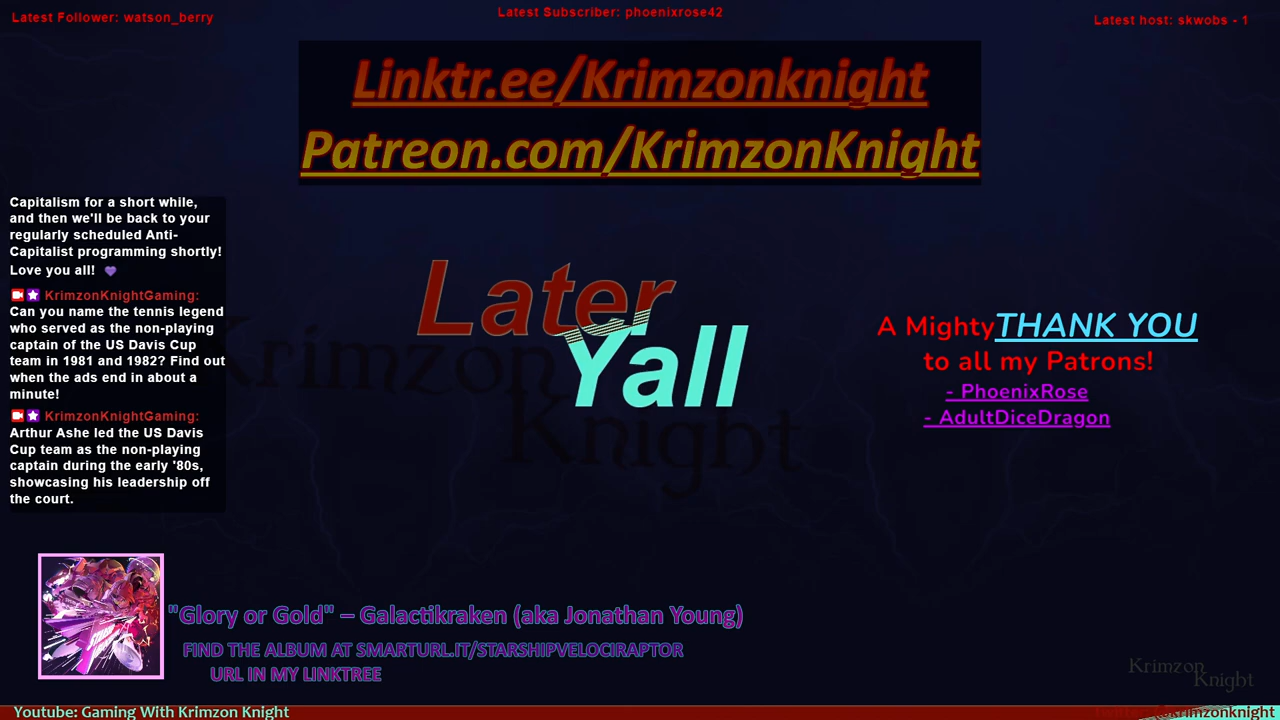 Latest Follower: watson_berry
Latest Subscriber: phoenixrose42
Latest host: skwobs - 1
Linktr.ee/Krimzonknight
Patreon.com/KrimzonKnight
Capitalism for a short while,
and then we'll be back to your
regularly scheduled Anti-
Capitalist programming shortly!
Love you all! 💜
KrimzonKnightGaming:
Can you name the tennis legend
who served as the non-playing
captain of the US Davis Cup
team in 1981 and 1982? Find out
when the ads end in about a
minute!
KrimzonKnightGaming:
Arthur Ashe led the US Davis
Cup team as the non-playing
captain during the early '80s,
showcasing his leadership off
the court.
Later
Yall
Krimzon
Knight
A Mighty THANK YOU
to all my Patrons!
- PhoenixRose
- AdultDiceDragon
"Glory or Gold" – Galactikraken (aka Jonathan Young)
FIND THE ALBUM AT SMARTURL.IT/STARSHIPVELOCIRAPTOR
URL IN MY LINKTREE
Krimzon
Knight
Youtube: Gaming With Krimzon Knight